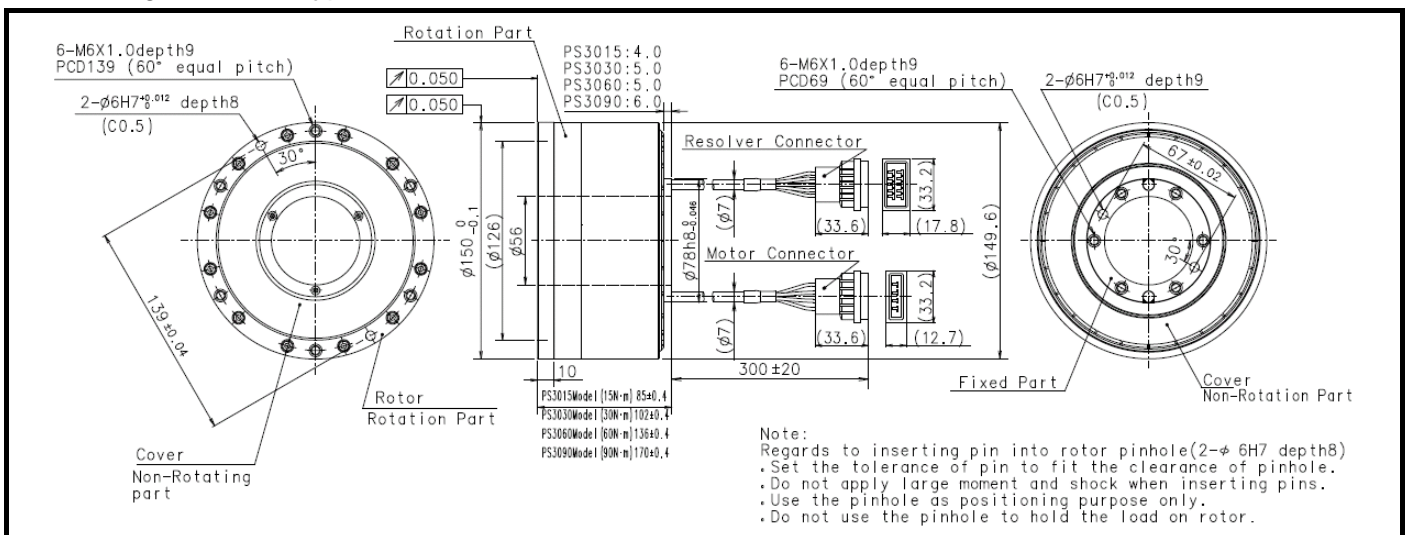 6-M6X1.0depth9
PCD139 (60° equal pitch)
2-ø6H7+0.012 0 depth8
(C0.5)
30°
139±0.04
Cover
Non-Rotating
part
Rotor
Rotation Part
Rotation Part
↗ 0.050
↗ 0.050
PS3015:4.0
PS3030:5.0
PS3060:5.0
PS3090:6.0
Resolver Connector
Motor Connector
ø150 0 -0.1
(ø126)
ø56
ø78h8 0 -0.046
(ø7)
(ø7)
(33.6)
(33.2)
(17.8)
(33.6)
(33.2)
(12.7)
(ø149.6)
300±20
10
PS3015Model (15N·m) 85±0.4
PS3030Model (30N·m) 102±0.4
PS3060Model (60N·m) 136±0.4
PS3090Model (90N·m) 170±0.4
6-M6X1.0depth9
PCD69 (60° equal pitch)
2-ø6H7+0.012 0 depth9
(C0.5)
67±0.02
30°
Fixed Part
Cover
Non-Rotation Part
Note:
Regards to inserting pin into rotor pinhole(2-ø 6H7 depth8)
.Set the tolerance of pin to fit the clearance of pinhole.
.Do not apply large moment and shock when inserting pins.
.Use the pinhole as positioning purpose only.
.Do not use the pinhole to hold the load on rotor.